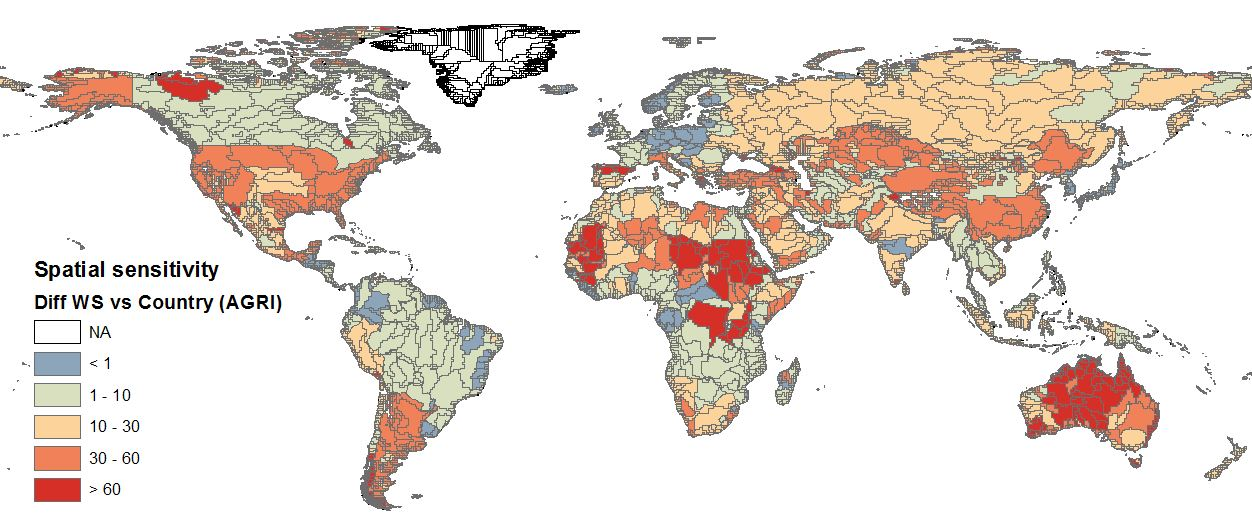 Spatial sensitivity
Diff WS vs Country (AGRI)
NA
< 1
1 - 10
10 - 30
30 - 60
> 60